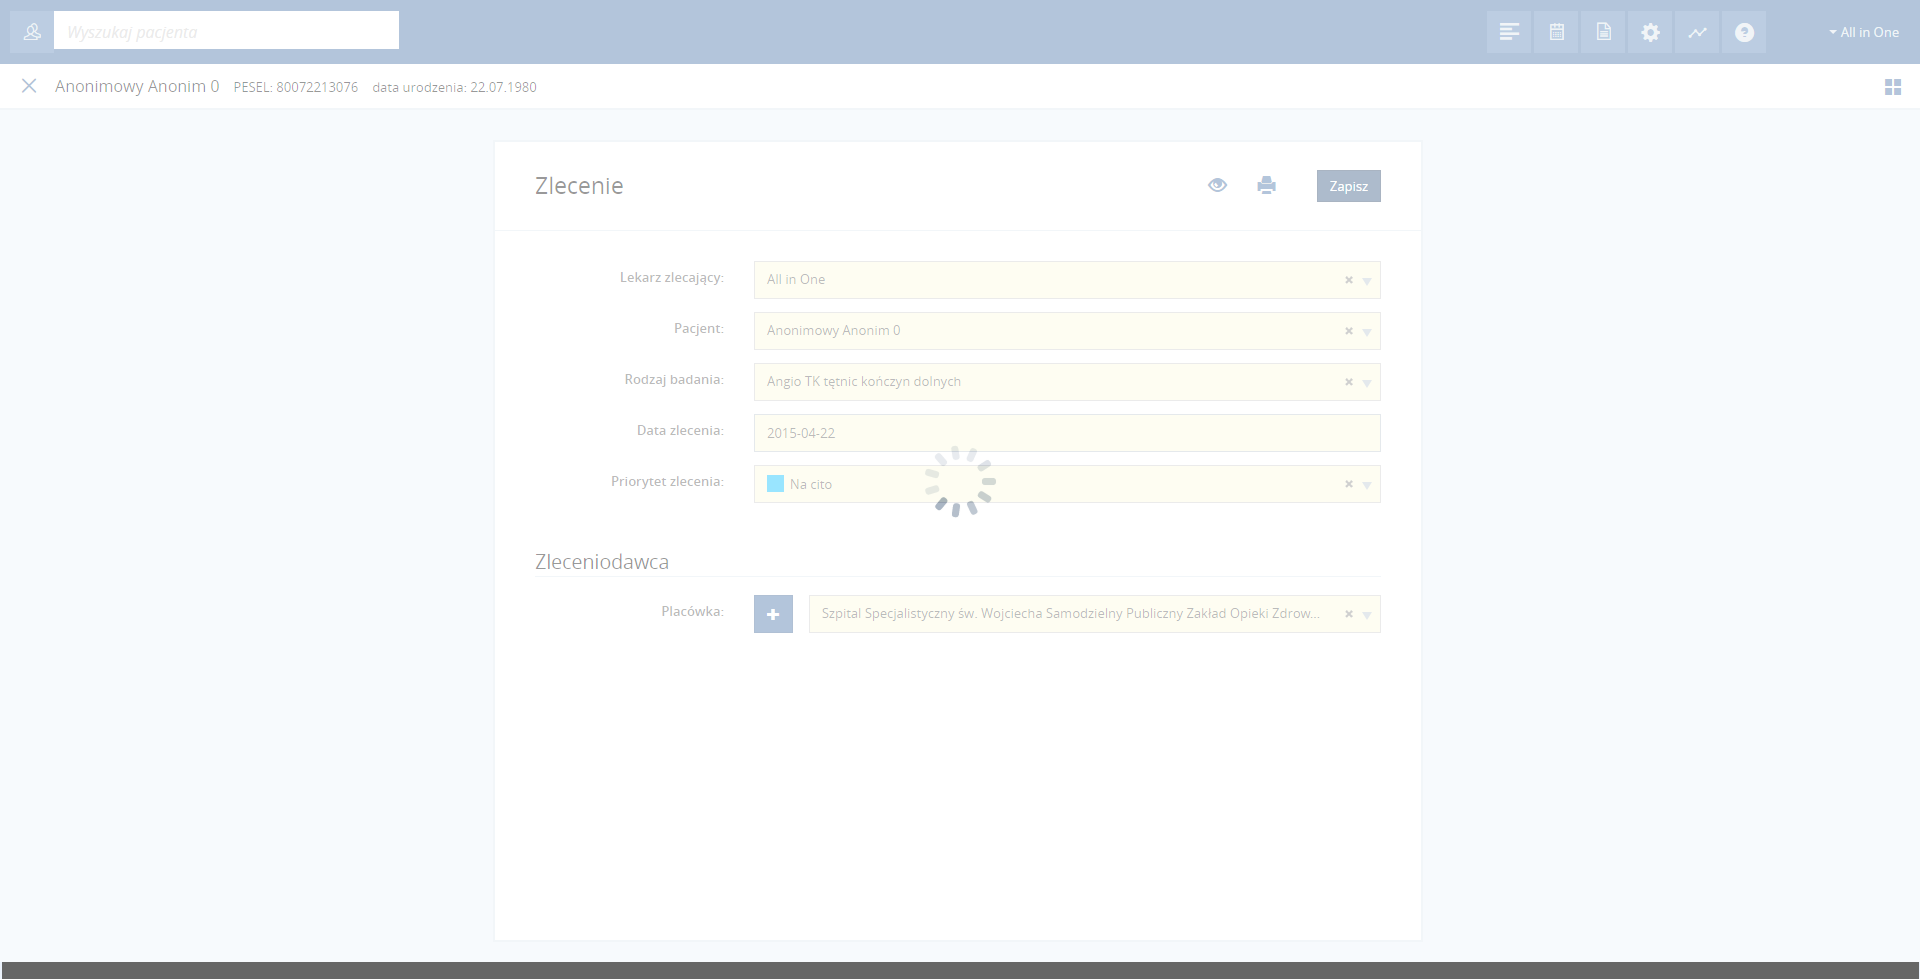 Wyszukaj pacjenta
All in One
Anonimowy Anonim 0 PESEL: 80072213076 data urodzenia: 22.07.1980
Zlecenie
Zapisz
Lekarz zlecający: All in One
Pacjent: Anonimowy Anonim 0
Rodzaj badania: Angio TK tętnic kończyn dolnych
Data zlecenia: 2015-04-22
Priorytet zlecenia: Na cito
Zleceniodawca
Placówka: Szpital Specjalistyczny św. Wojciecha Samodzielny Publiczny Zakład Opieki Zdrow...